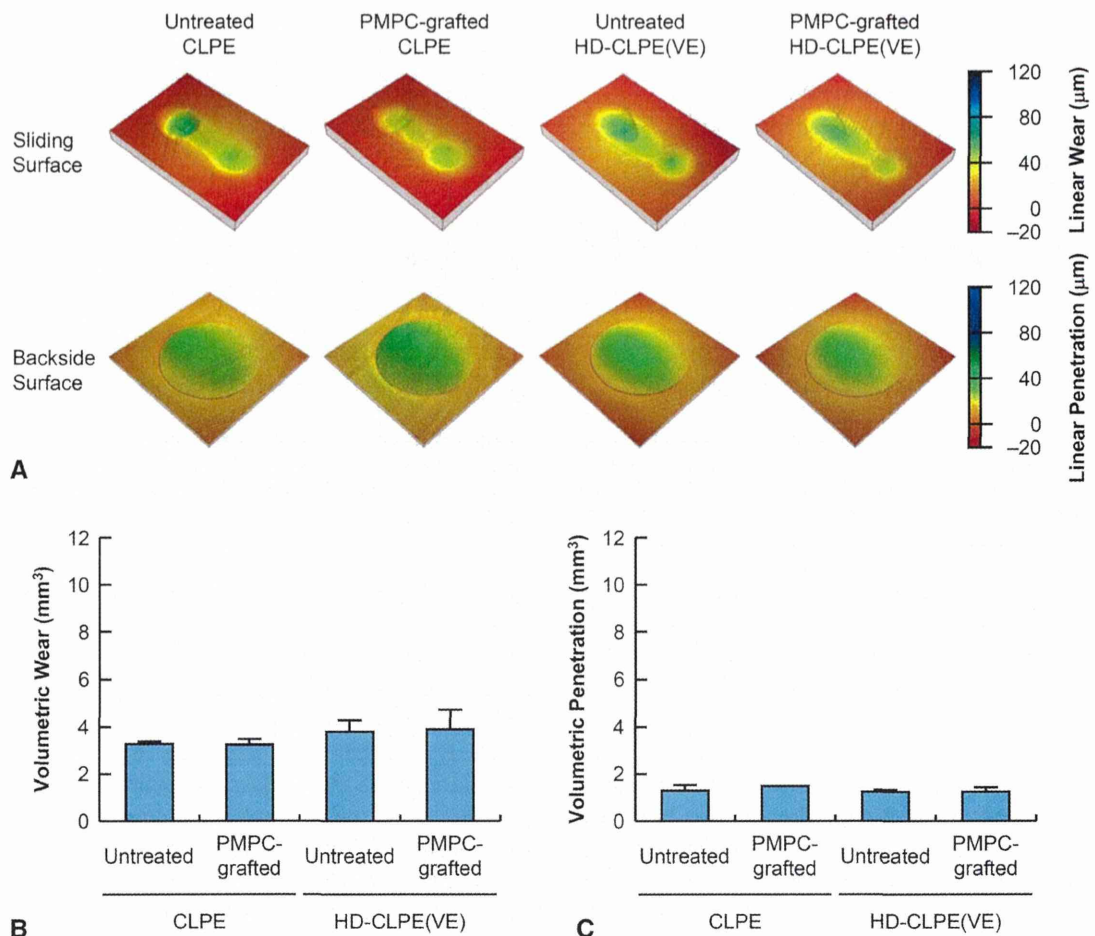 Untreated
CLPE
PMPC-grafted
CLPE
Untreated
HD-CLPE(VE)
PMPC-grafted
HD-CLPE(VE)
Sliding
Surface
120
80
40
0
–20
Linear Wear (µm)
Backside
Surface
120
80
40
0
–20
Linear Penetration (µm)
A
12
10
8
6
4
2
0
Volumetric Wear (mm³)
Untreated
PMPC-
grafted
Untreated
PMPC-
grafted
CLPE
HD-CLPE(VE)
B
12
10
8
6
4
2
0
Volumetric Penetration (mm³)
Untreated
PMPC-
grafted
Untreated
PMPC-
grafted
CLPE
HD-CLPE(VE)
C